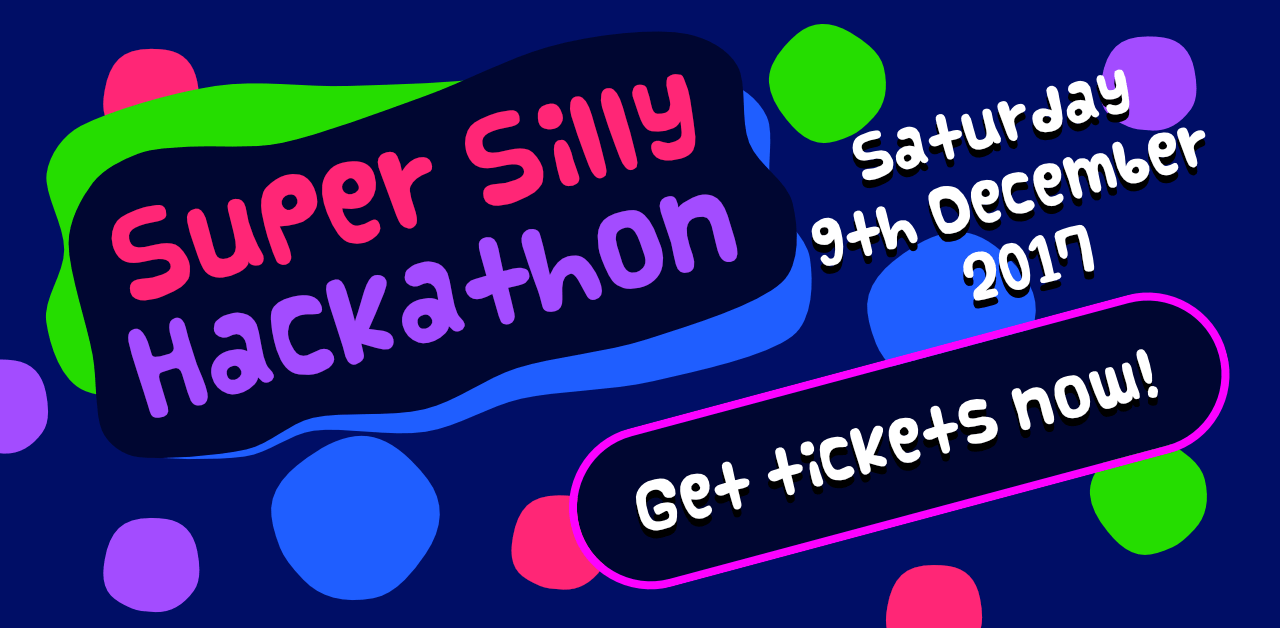 Super Silly
Hackathon
Saturday
9th December
2017
Get tickets now!